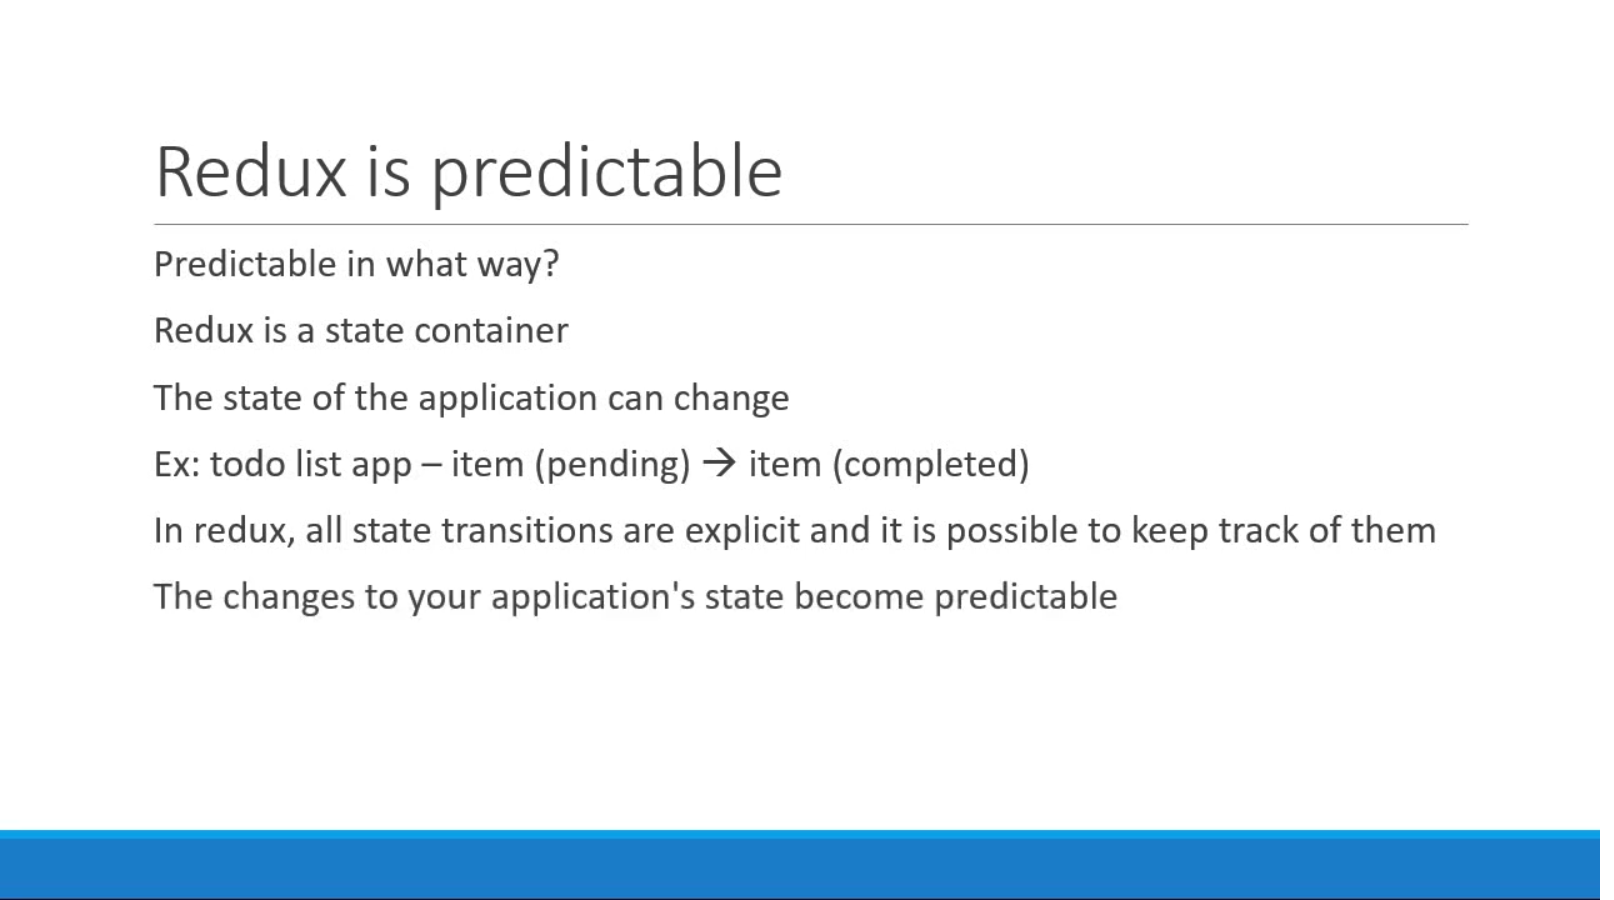 Redux is predictable
Predictable in what way?
Redux is a state container
The state of the application can change
Ex: todo list app – item (pending) → item (completed)
In redux, all state transitions are explicit and it is possible to keep track of them
The changes to your application's state become predictable